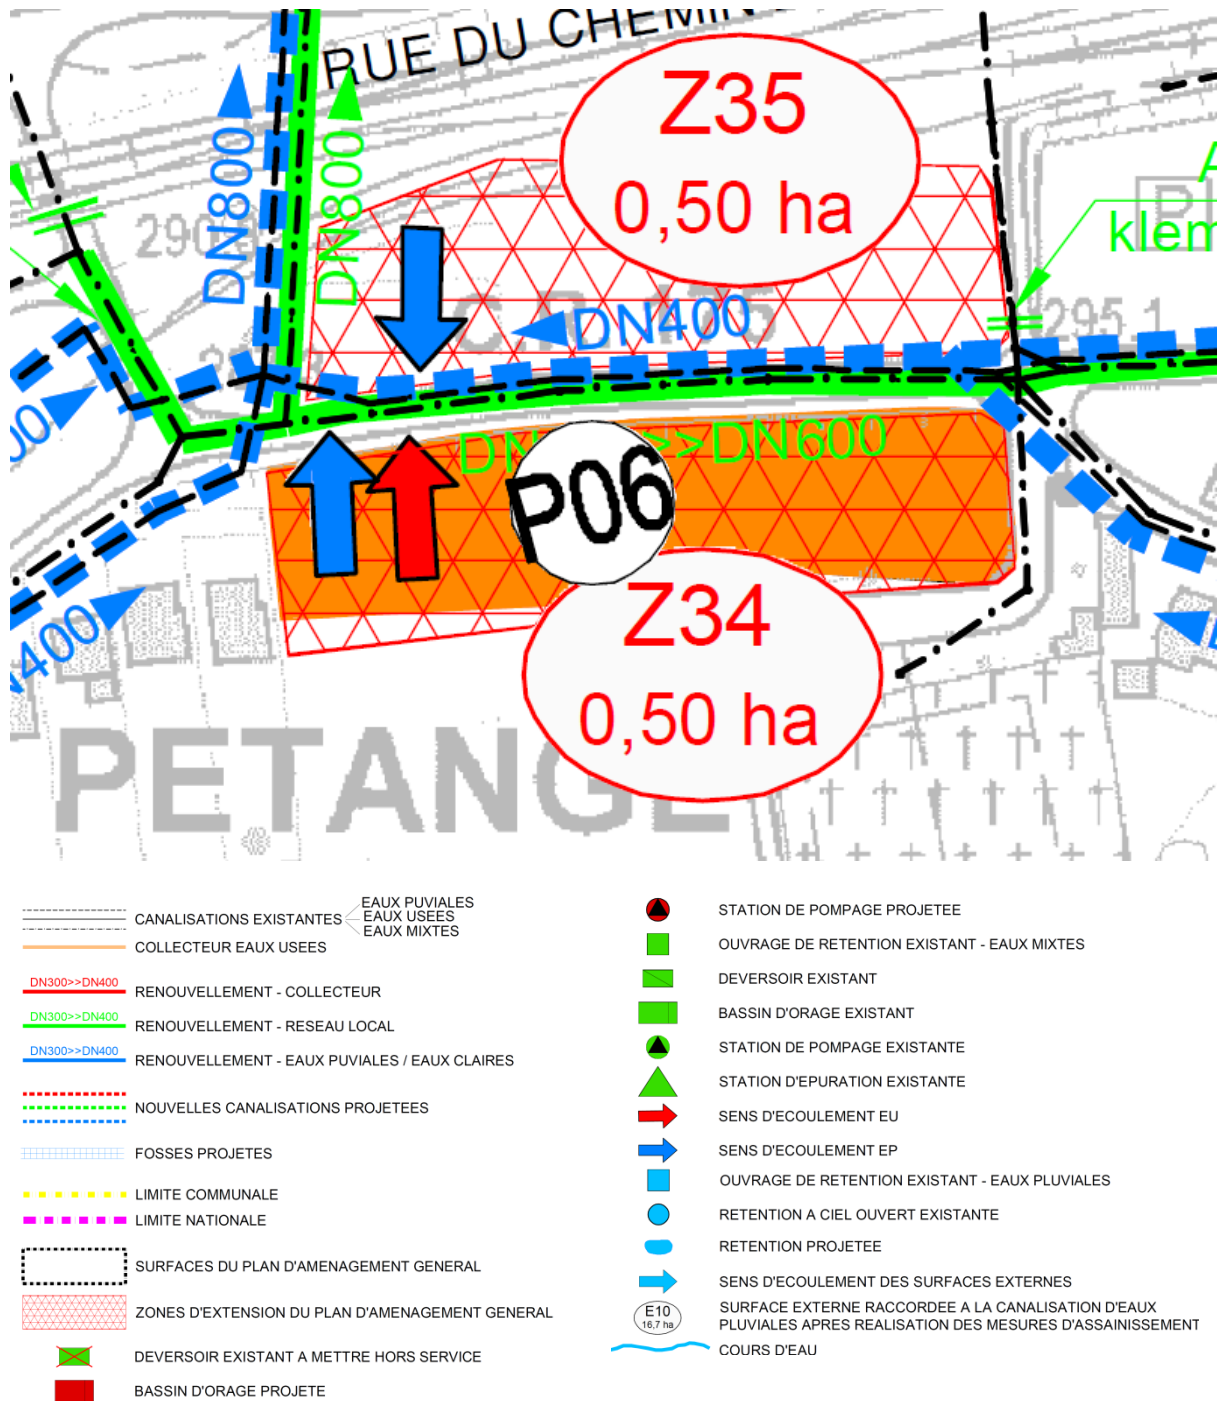 RUE DU CHEMIN
Z35
0,50 ha
DN800
DN800
290
klem
DN400
295.1
>>DN600
P06
Z34
0,50 ha
N400
PETANGE
CANALISATIONS EXISTANTES
EAUX PUVIALES
EAUX USEES
EAUX MIXTES
COLLECTEUR EAUX USEES
DN300>>DN400
RENOUVELLEMENT - COLLECTEUR
DN300>>DN400
RENOUVELLEMENT - RESEAU LOCAL
DN300>>DN400
RENOUVELLEMENT - EAUX PUVIALES / EAUX CLAIRES
NOUVELLES CANALISATIONS PROJETEES
FOSSES PROJETES
LIMITE COMMUNALE
LIMITE NATIONALE
SURFACES DU PLAN D'AMENAGEMENT GENERAL
ZONES D'EXTENSION DU PLAN D'AMENAGEMENT GENERAL
DEVERSOIR EXISTANT A METTRE HORS SERVICE
BASSIN D'ORAGE PROJETE
STATION DE POMPAGE PROJETEE
OUVRAGE DE RETENTION EXISTANT - EAUX MIXTES
DEVERSOIR EXISTANT
BASSIN D'ORAGE EXISTANT
STATION DE POMPAGE EXISTANTE
STATION D'EPURATION EXISTANTE
SENS D'ECOULEMENT EU
SENS D'ECOULEMENT EP
OUVRAGE DE RETENTION EXISTANT - EAUX PLUVIALES
RETENTION A CIEL OUVERT EXISTANTE
RETENTION PROJETEE
SENS D'ECOULEMENT DES SURFACES EXTERNES
E10
16,7 ha
SURFACE EXTERNE RACCORDEE A LA CANALISATION D'EAUX
PLUVIALES APRES REALISATION DES MESURES D'ASSAINISSEMENT
COURS D'EAU